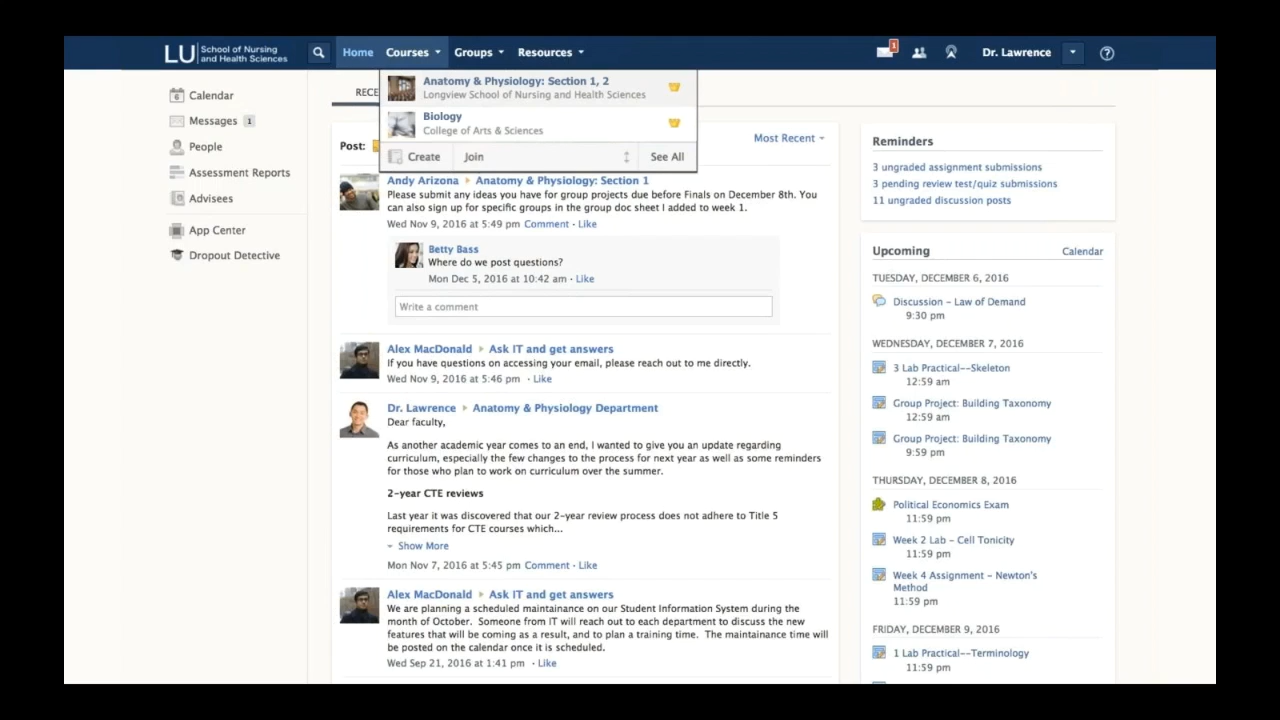 LU School of Nursing and Health Sciences
Home Courses Groups Resources
1
Dr. Lawrence
Calendar
Messages 1
People
Assessment Reports
Advisees
App Center
Dropout Detective
RECE
Anatomy & Physiology: Section 1, 2
Longview School of Nursing and Health Sciences
Biology
College of Arts & Sciences
Create Join See All
Post:
Most Recent
Andy Arizona Anatomy & Physiology: Section 1
Please submit any ideas you have for group projects due before Finals on December 8th. You
can also sign up for specific groups in the group doc sheet I added to week 1.
Wed Nov 9, 2016 at 5:49 pm Comment · Like
Betty Bass
Where do we post questions?
Mon Dec 5, 2016 at 10:42 am · Like
Write a comment
Alex MacDonald Ask IT and get answers
If you have questions on accessing your email, please reach out to me directly.
Wed Nov 9, 2016 at 5:46 pm · Like
Dr. Lawrence Anatomy & Physiology Department
Dear faculty,
As another academic year comes to an end, I wanted to give you an update regarding
curriculum, especially the few changes to the process for next year as well as some reminders
for those who plan to work on curriculum over the summer.
2-year CTE reviews
Last year it was discovered that our 2-year review process does not adhere to Title 5
requirements for CTE courses which...
Show More
Mon Nov 7, 2016 at 5:45 pm Comment · Like
Alex MacDonald Ask IT and get answers
We are planning a scheduled maintainance on our Student Information System during the
month of October. Someone from IT will reach out to each department to discuss the new
features that will be coming as a result, and to plan a training time. The maintainance time will
be posted on the calendar once it is scheduled.
Wed Sep 21, 2016 at 1:41 pm · Like
Reminders
3 ungraded assignment submissions
3 pending review test/quiz submissions
11 ungraded discussion posts
Upcoming Calendar
TUESDAY, DECEMBER 6, 2016
Discussion - Law of Demand
9:30 pm
WEDNESDAY, DECEMBER 7, 2016
3 Lab Practical--Skeleton
12:59 am
Group Project: Building Taxonomy
12:59 am
Group Project: Building Taxonomy
9:59 pm
THURSDAY, DECEMBER 8, 2016
Political Economics Exam
11:59 pm
Week 2 Lab - Cell Tonicity
11:59 pm
Week 4 Assignment - Newton's
Method
11:59 pm
FRIDAY, DECEMBER 9, 2016
1 Lab Practical--Terminology
11:59 pm